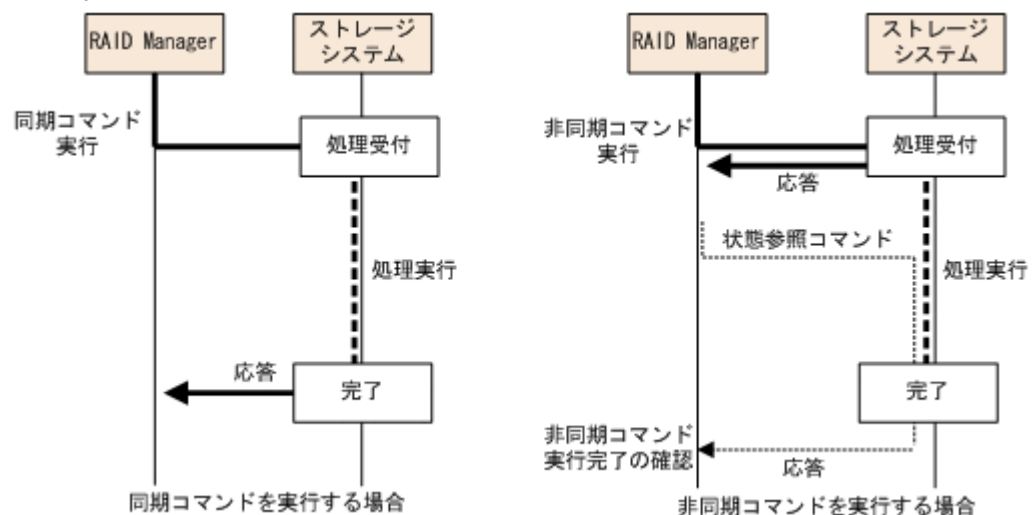 RAID Manager
ストレージ
システム
同期コマンド
実行
処理受付
処理実行
応答
完了
同期コマンドを実行する場合
RAID Manager
ストレージ
システム
非同期コマンド
実行
処理受付
応答
状態参照コマンド
処理実行
完了
非同期コマンド
実行完了の確認
応答
非同期コマンドを実行する場合